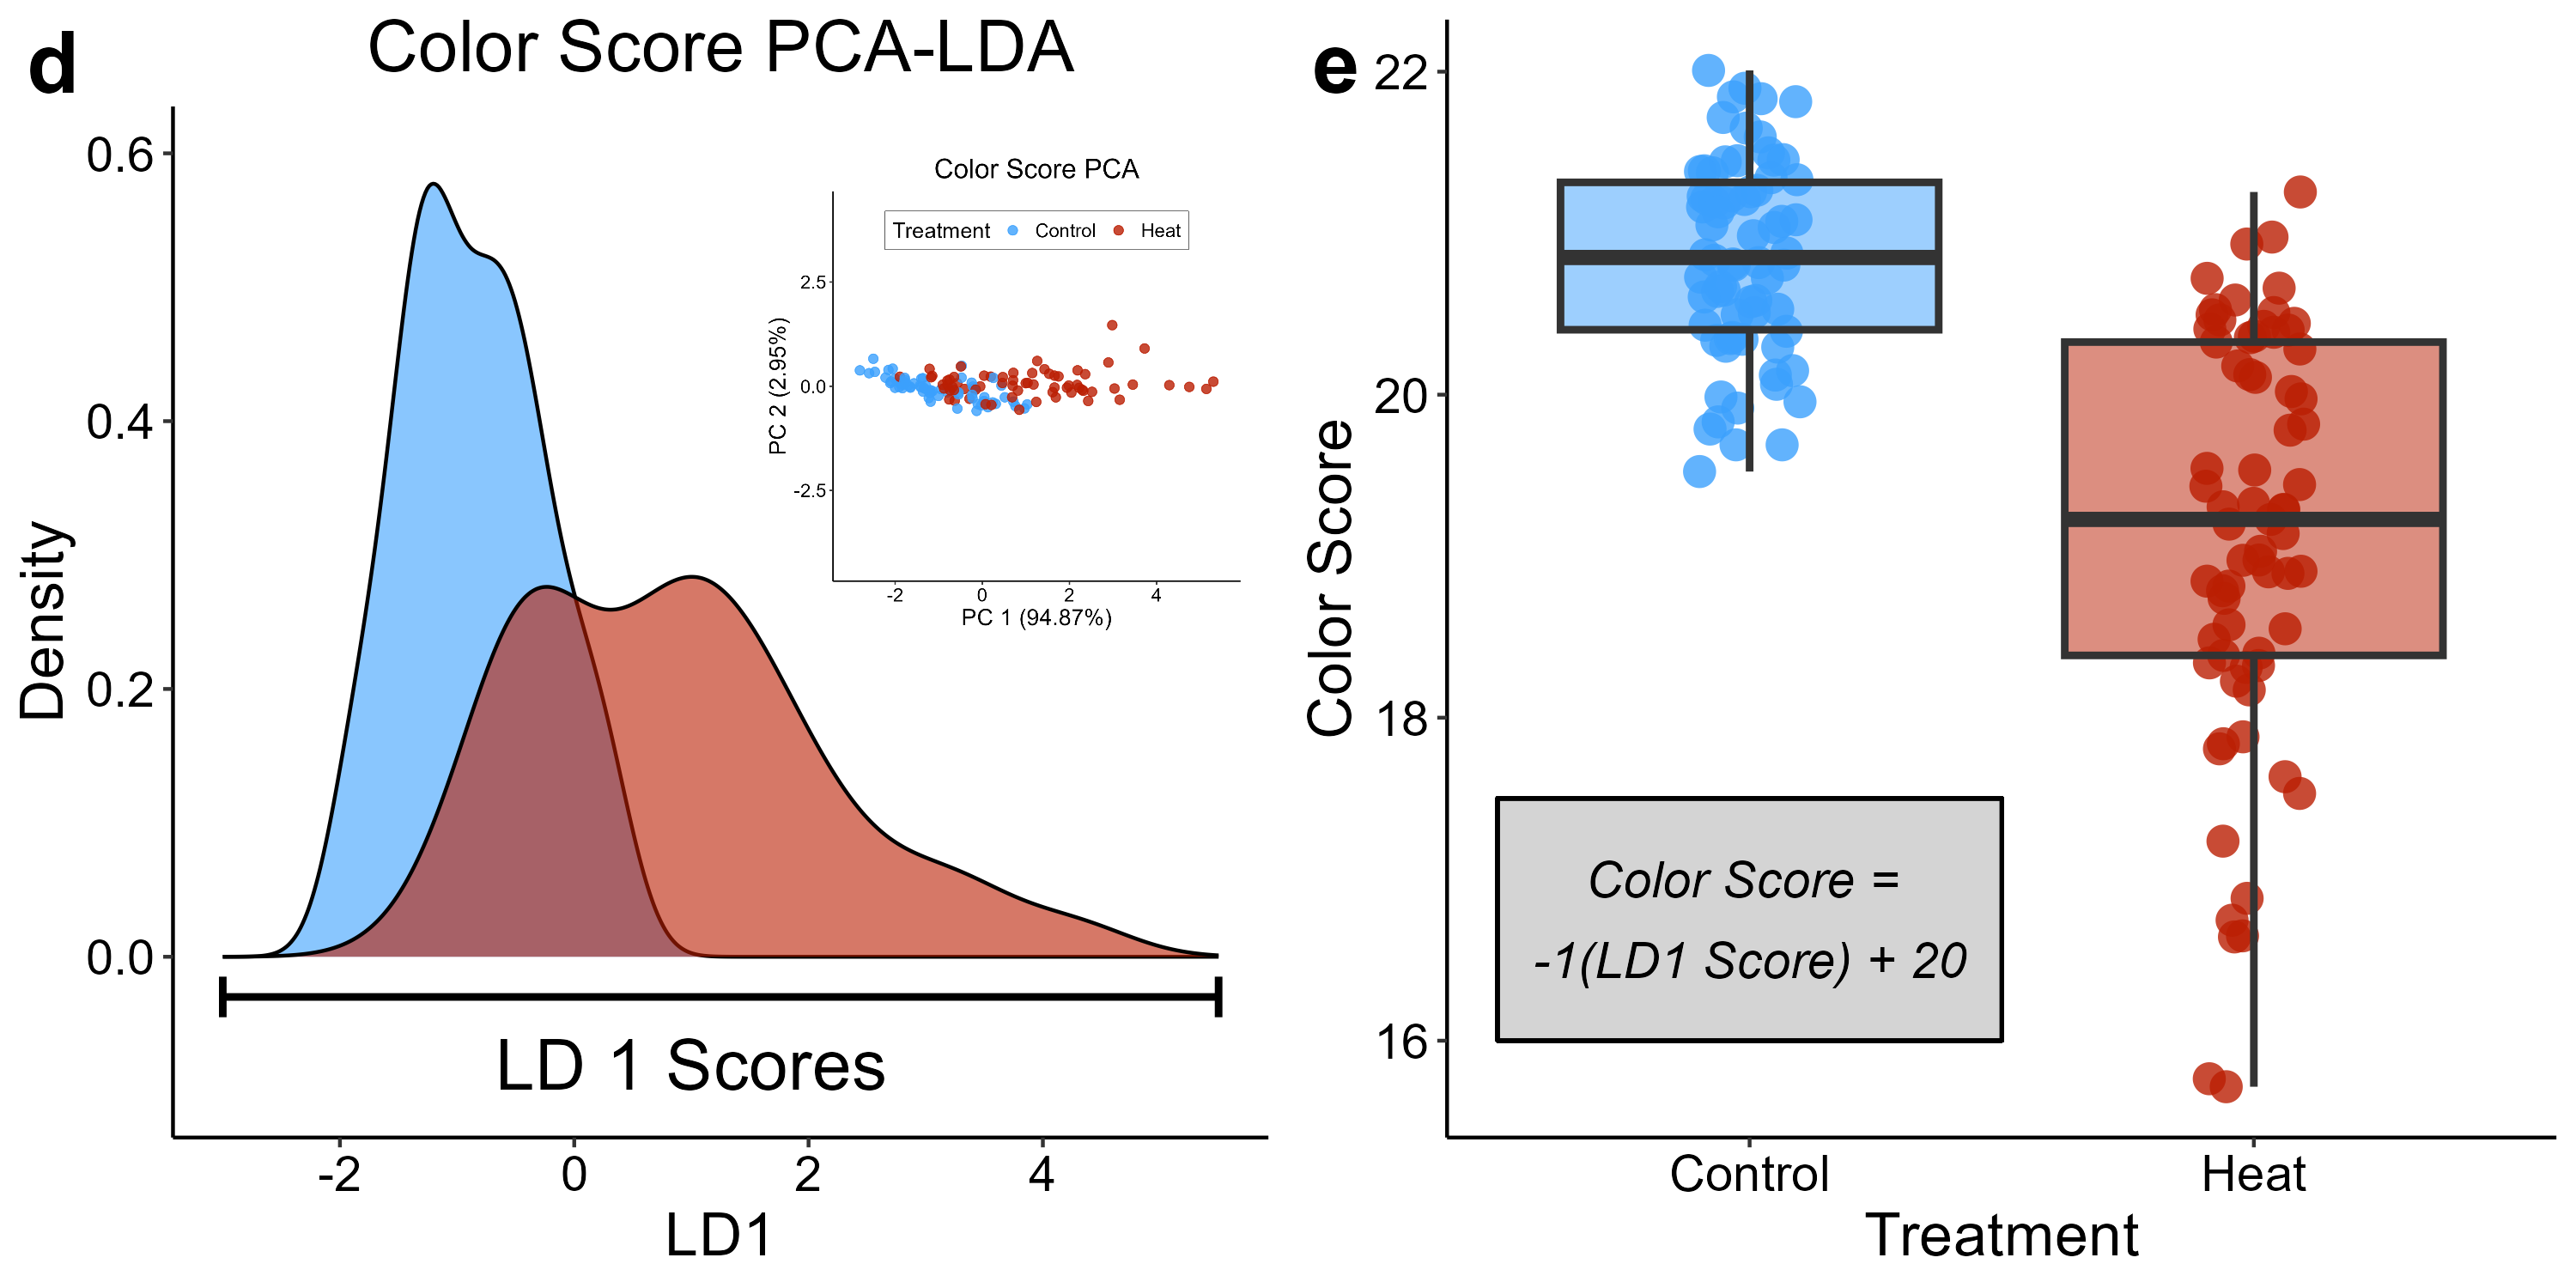 d
Color Score PCA-LDA
Density
0.6
0.4
0.2
0.0
Color Score PCA
Treatment Control Heat
PC 2 (2.95%)
2.5
0.0
-2.5
-2 0 2 4
PC 1 (94.87%)
LD 1 Scores
-2 0 2 4
LD1
e
Color Score
22
20
18
16
Color Score =
-1(LD1 Score) + 20
Control Heat
Treatment